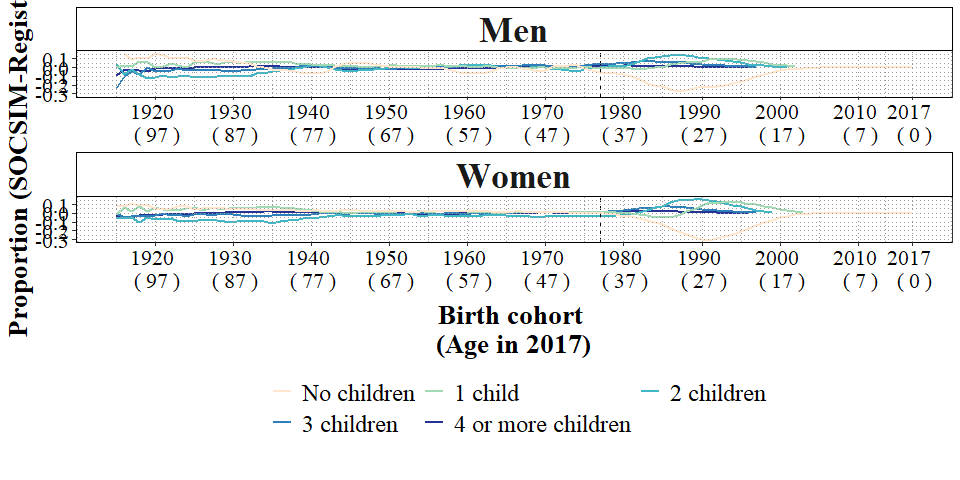 Men
0.1
0.0
-0.1
-0.2
-0.3
1920 1930 1940 1950 1960 1970 1980 1990 2000 2010 2017
( 97 ) ( 87 ) ( 77 ) ( 67 ) ( 57 ) ( 47 ) ( 37 ) ( 27 ) ( 17 ) ( 7 ) ( 0 )
Women
0.1
0.0
-0.1
-0.2
-0.3
1920 1930 1940 1950 1960 1970 1980 1990 2000 2010 2017
( 97 ) ( 87 ) ( 77 ) ( 67 ) ( 57 ) ( 47 ) ( 37 ) ( 27 ) ( 17 ) ( 7 ) ( 0 )
Proportion (SOCSIM-Regist
Birth cohort
(Age in 2017)
No children 1 child 2 children
3 children 4 or more children